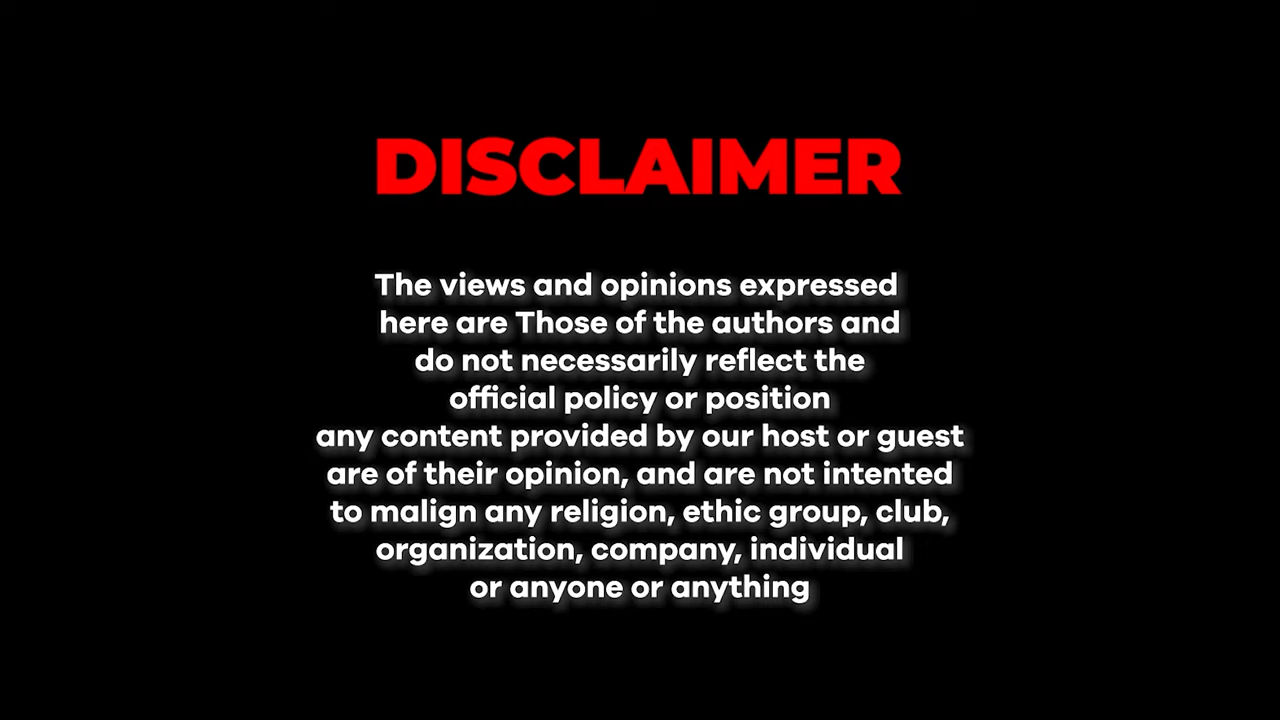 DISCLAIMER
The views and opinions expressed
here are Those of the authors and
do not necessarily reflect the
official policy or position
any content provided by our host or guest
are of their opinion, and are not intented
to malign any religion, ethic group, club,
organization, company, individual
or anyone or anything